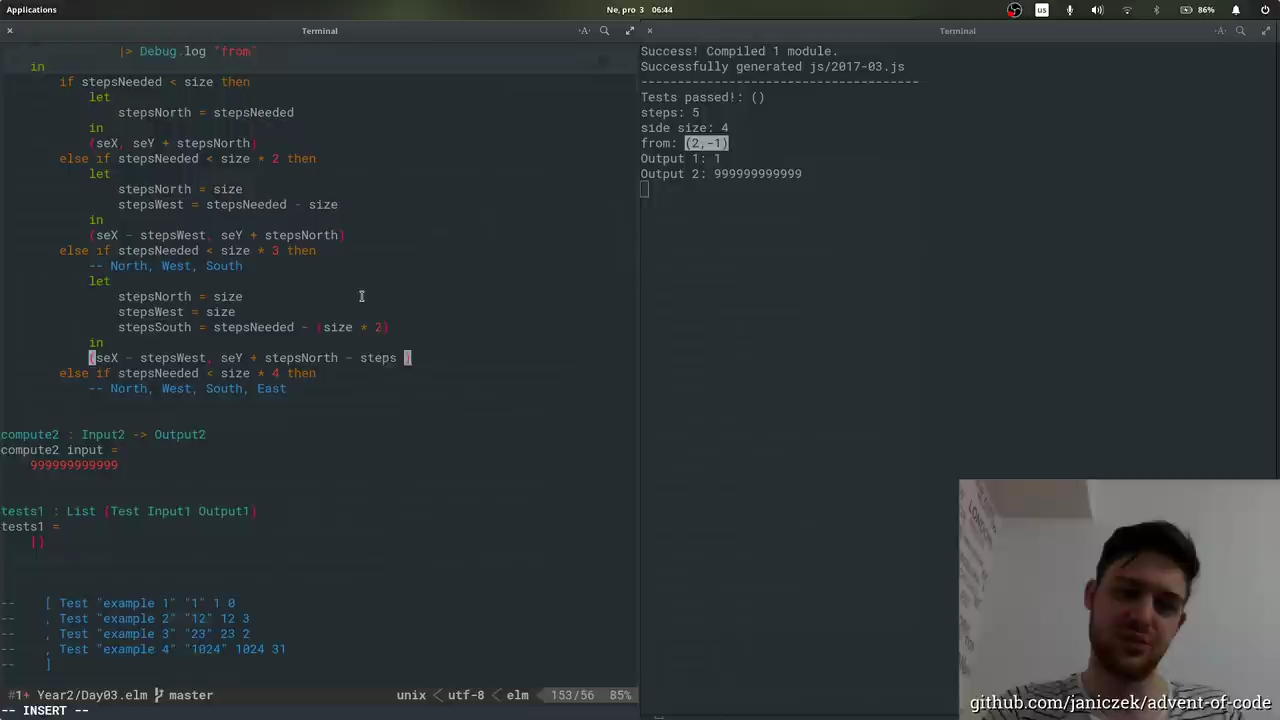 Applications
Ne, pro 3 06:44
us
86%
Terminal
Terminal
|> Debug.log "from"
in
if stepsNeeded < size then
let
stepsNorth = stepsNeeded
in
(seX, seY + stepsNorth)
else if stepsNeeded < size * 2 then
let
stepsNorth = size
stepsWest = stepsNeeded - size
in
(seX - stepsWest, seY + stepsNorth)
else if stepsNeeded < size * 3 then
-- North, West, South
let
stepsNorth = size
stepsWest = size
stepsSouth = stepsNeeded - (size * 2)
in
(seX - stepsWest, seY + stepsNorth - steps )
else if stepsNeeded < size * 4 then
-- North, West, South, East
compute2 : Input2 -> Output2
compute2 input =
999999999999
tests1 : List (Test Input1 Output1)
tests1 =
[]
-- [ Test "example 1" "1" 1 0
-- , Test "example 2" "12" 12 3
-- , Test "example 3" "23" 23 2
-- , Test "example 4" "1024" 1024 31
-- ]
#1+ Year2/Day03.elm master unix < utf-8 < elm 153/56 85%
-- INSERT --
Success! Compiled 1 module.
Successfully generated js/2017-03.js
--------------------------------------
Tests passed!: ()
steps: 5
side size: 4
from: (2,-1)
Output 1: 1
Output 2: 999999999999
LONDON
github.com/janiczek/advent-of-code